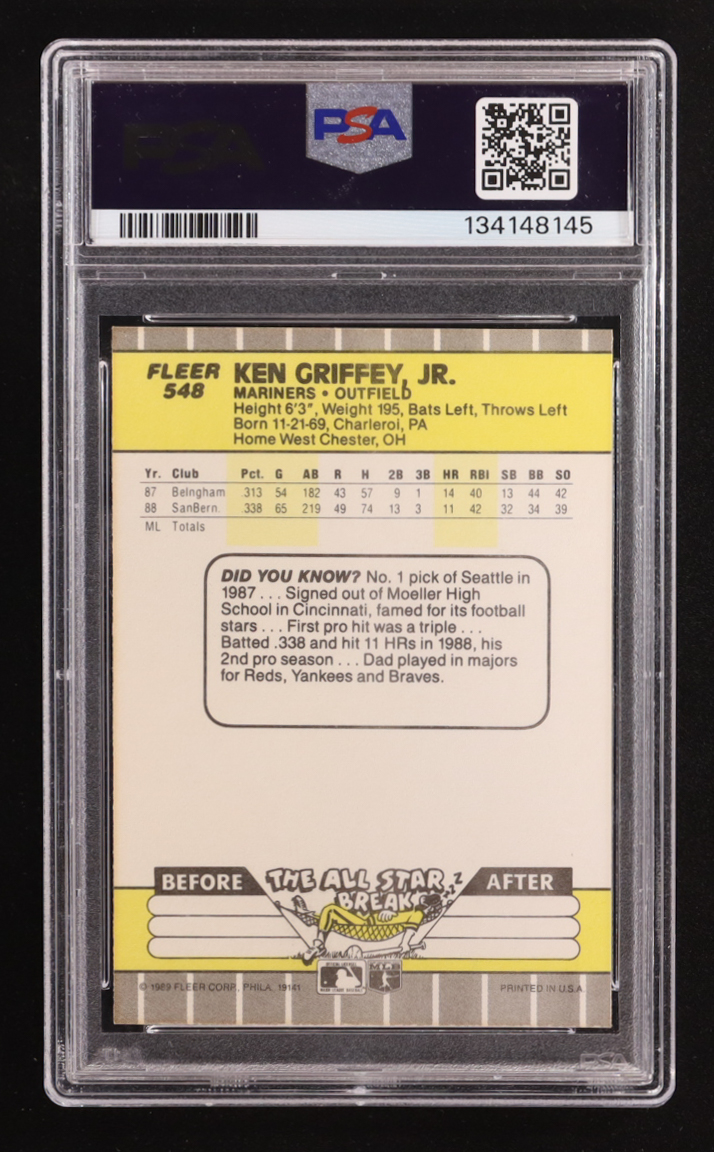 PSA
PSA
134148145
FLEER
548
KEN GRIFFEY, JR.
MARINERS • OUTFIELD
Height 6'3", Weight 195, Bats Left, Throws Left
Born 11-21-69, Charleroi, PA
Home West Chester, OH
Yr. Club Pct. G AB R H 2B 3B HR RBI SB BB SO
87 Belngham .313 54 182 43 57 9 1 14 40 13 44 42
88 SanBern. .338 65 219 49 74 13 3 11 42 32 34 39
ML Totals
DID YOU KNOW? No. 1 pick of Seattle in
1987 . . . Signed out of Moeller High
School in Cincinnati, famed for its football
stars . . . First pro hit was a triple . . .
Batted .338 and hit 11 HRs in 1988, his
2nd pro season . . . Dad played in majors
for Reds, Yankees and Braves.
BEFORE THE ALL STAR BREAK ZZZ AFTER
MLB
© 1989 FLEER CORP., PHILA. 19141
PRINTED IN U.S.A.
PSA